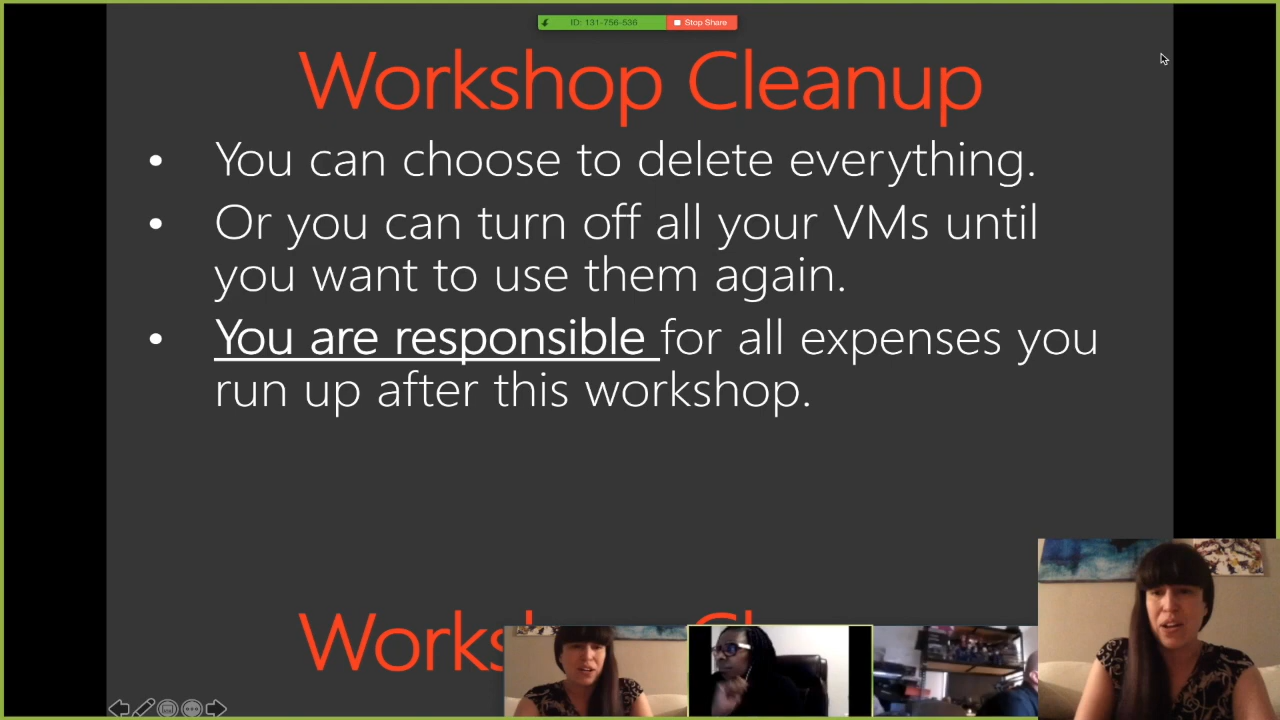 ID: 131-756-536 Stop Share
Workshop Cleanup
• You can choose to delete everything.
• Or you can turn off all your VMs until
you want to use them again.
• You are responsible for all expenses you
run up after this workshop.